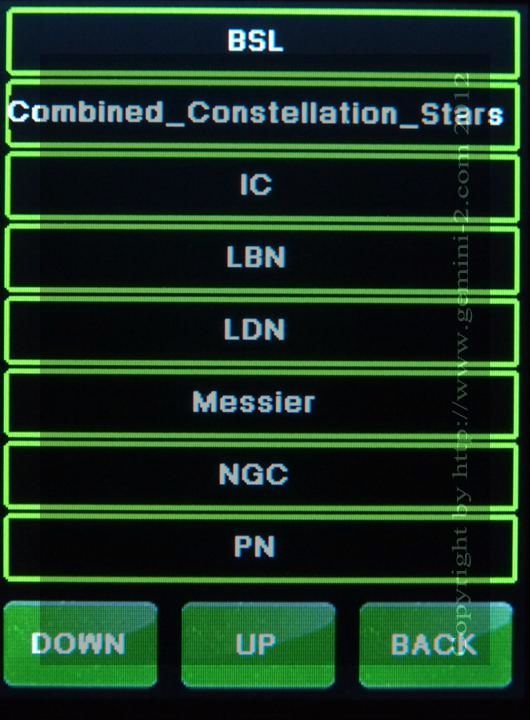 BSL
Combined_Constellation_Stars
IC
LBN
LDN
Messier
NGC
PN
DOWN UP BACK
copyright by http://www.gemini-2.com 2012